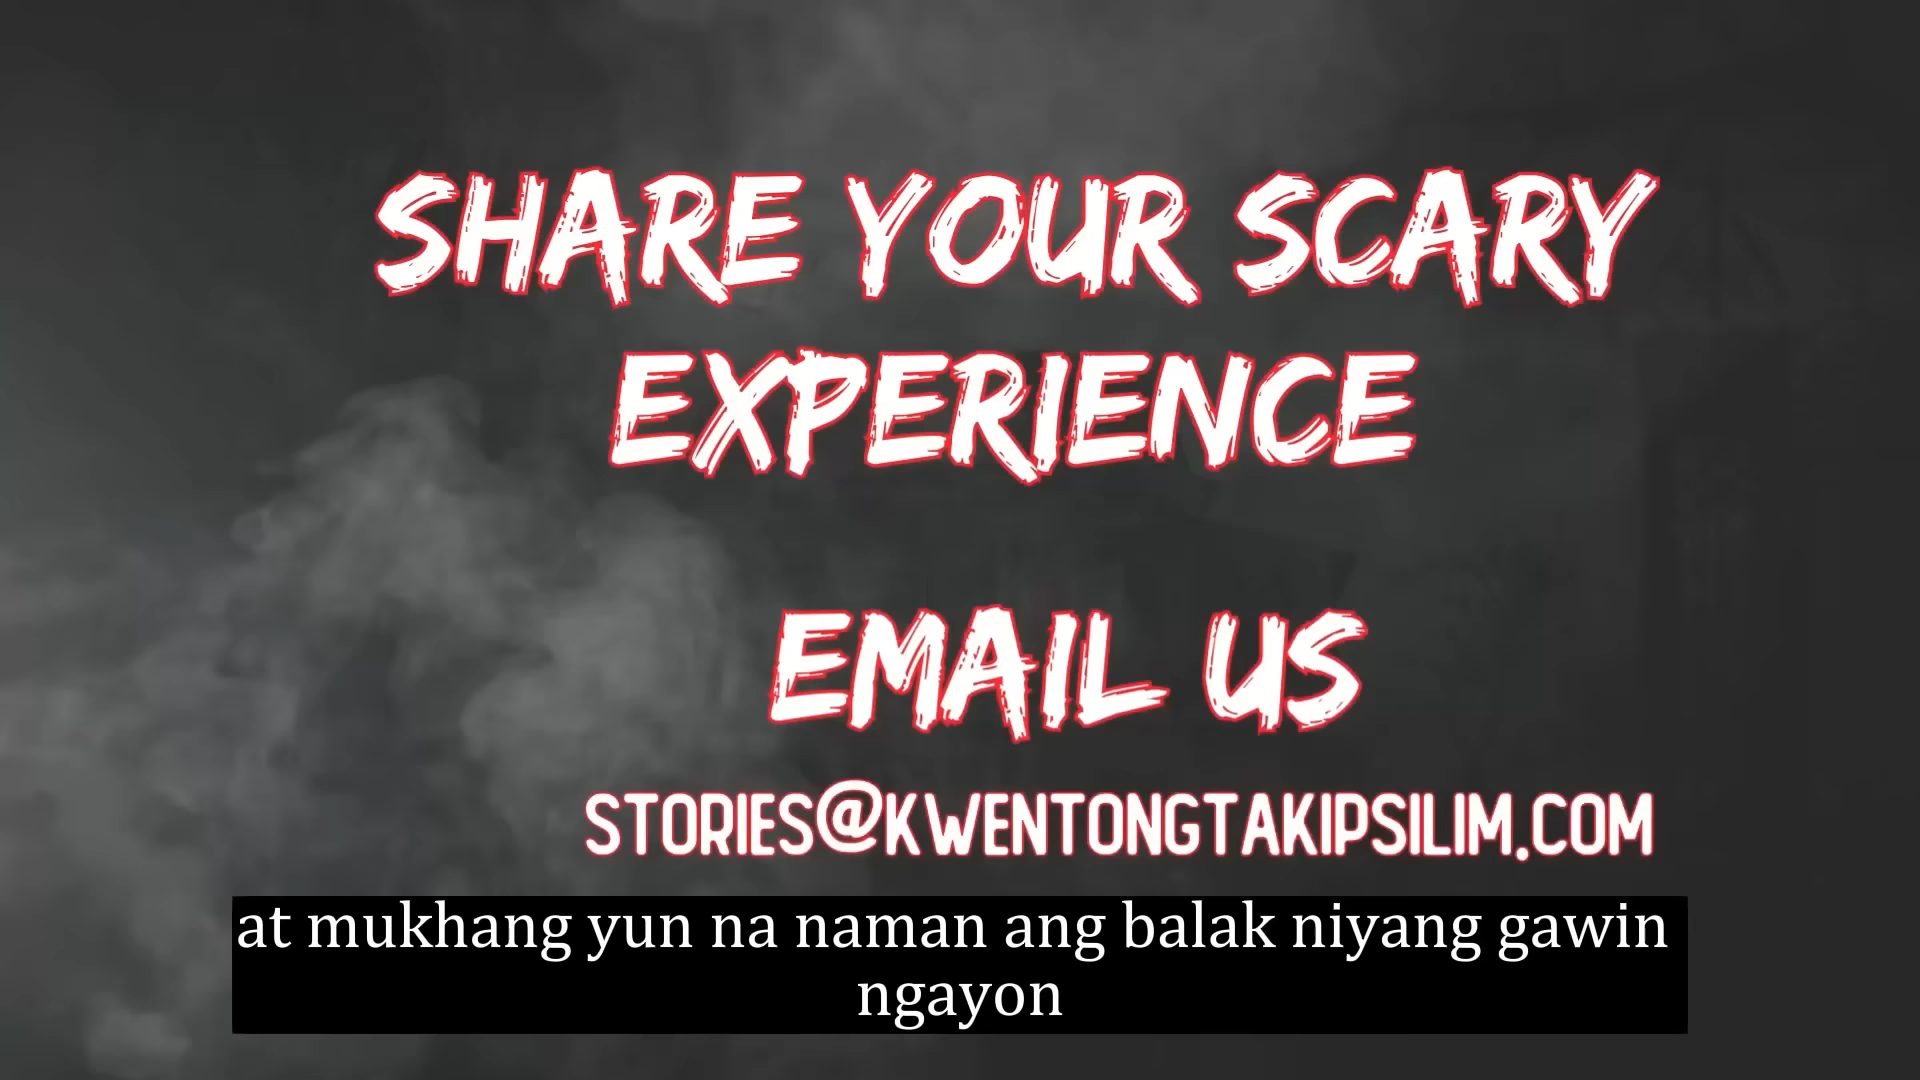 SHARE YOUR SCARY
EXPERIENCE
EMAIL US
STORIES@KWENTONGTAKIPSILIM.COM
at mukhang yun na naman ang balak niyang gawin
ngayon